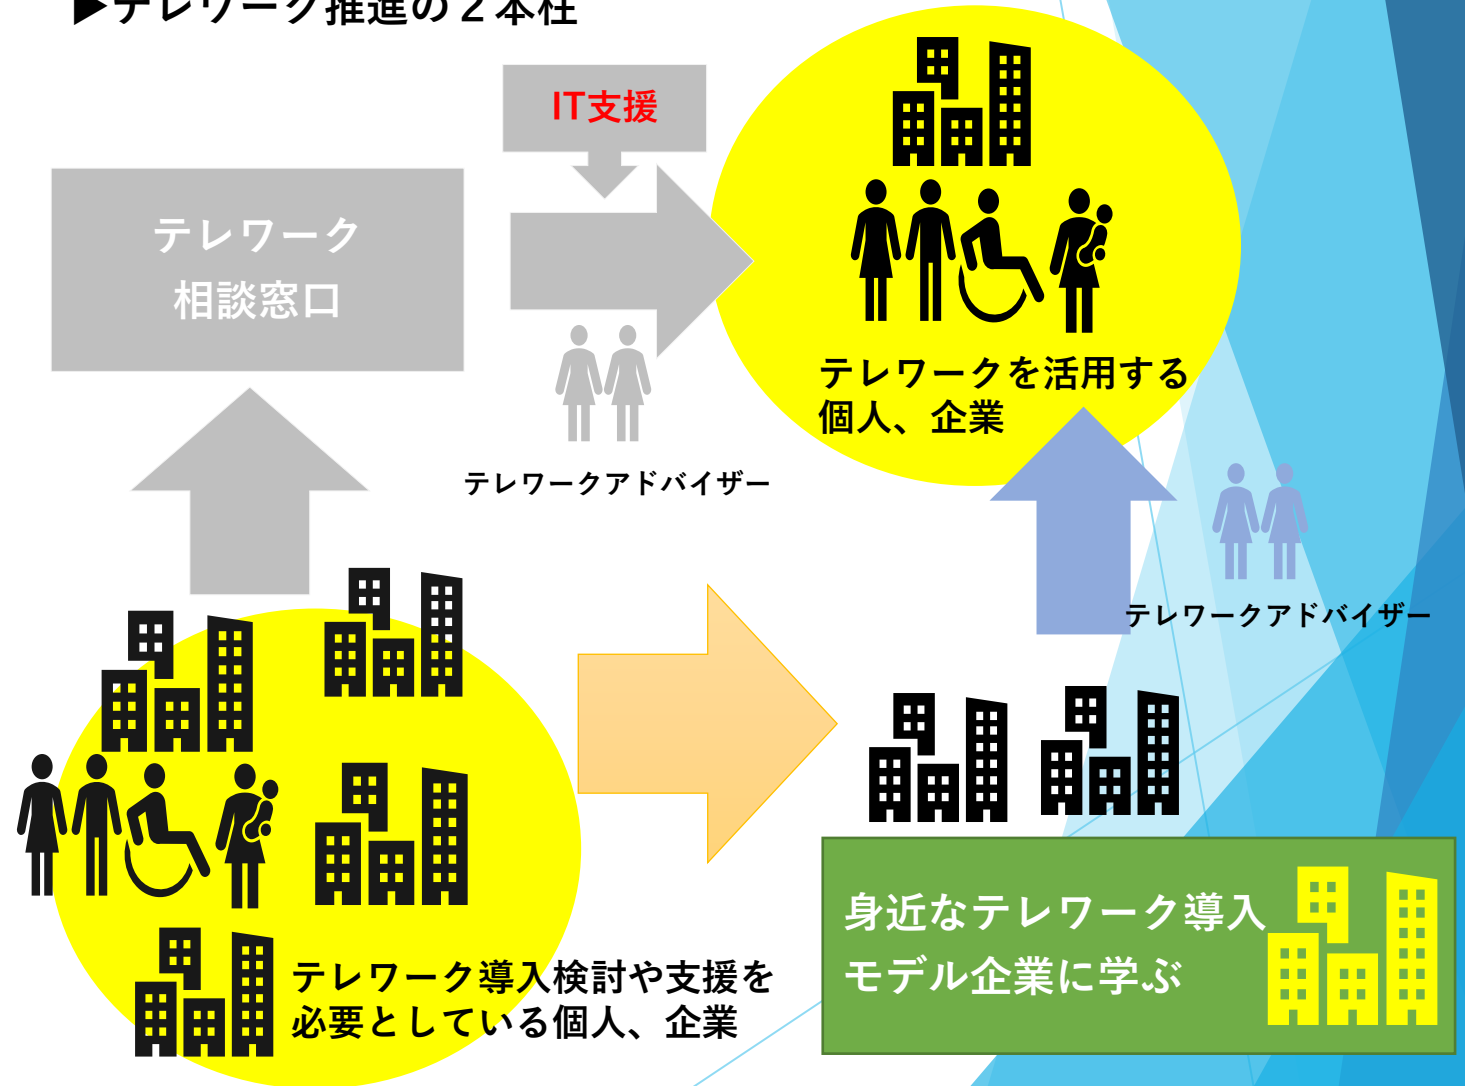 ▶テレワーク推進の２本柱
IT支援
テレワーク
相談窓口
テレワークを活用する
個人、企業
テレワークアドバイザー
テレワークアドバイザー
身近なテレワーク導入
モデル企業に学ぶ
テレワーク導入検討や支援を
必要としている個人、企業